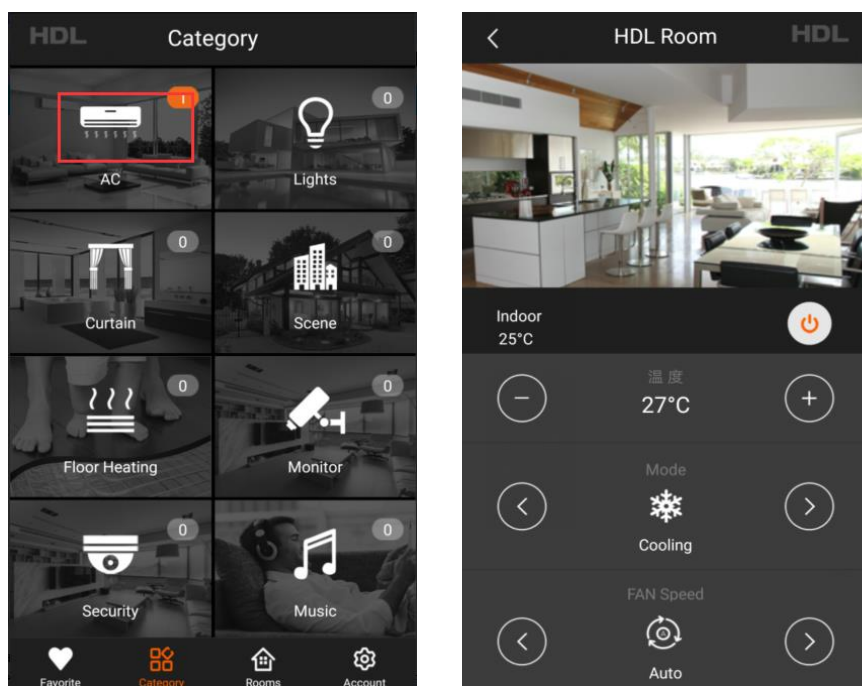 HDL
Category
1
AC
0
Lights
0
Curtain
0
Scene
0
Floor Heating
0
Monitor
0
Security
0
Music
Favorite
Category
Rooms
Account
HDL Room
HDL
Indoor
25°C
温度
27°C
Mode
Cooling
FAN Speed
Auto